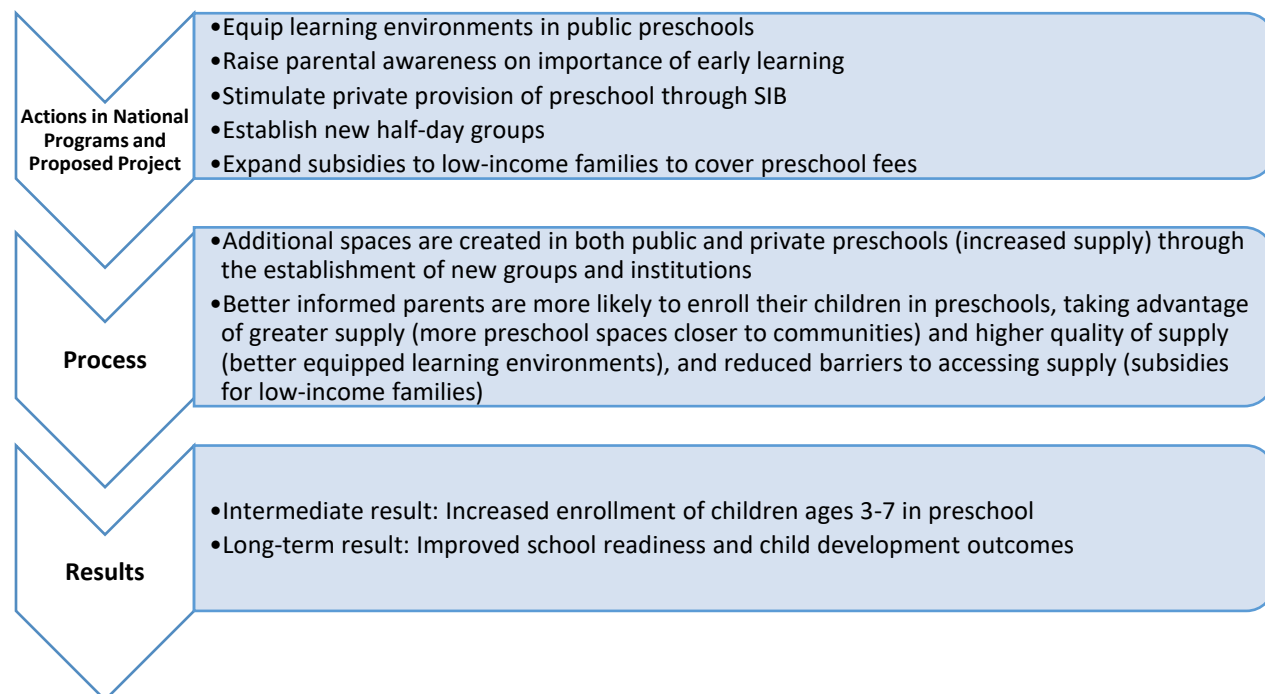 Actions in National
Programs and
Proposed Project
•Equip learning environments in public preschools
•Raise parental awareness on importance of early learning
•Stimulate private provision of preschool through SIB
•Establish new half-day groups
•Expand subsidies to low-income families to cover preschool fees
Process
•Additional spaces are created in both public and private preschools (increased supply) through
the establishment of new groups and institutions
•Better informed parents are more likely to enroll their children in preschools, taking advantage
of greater supply (more preschool spaces closer to communities) and higher quality of supply
(better equipped learning environments), and reduced barriers to accessing supply (subsidies
for low-income families)
Results
•Intermediate result: Increased enrollment of children ages 3-7 in preschool
•Long-term result: Improved school readiness and child development outcomes